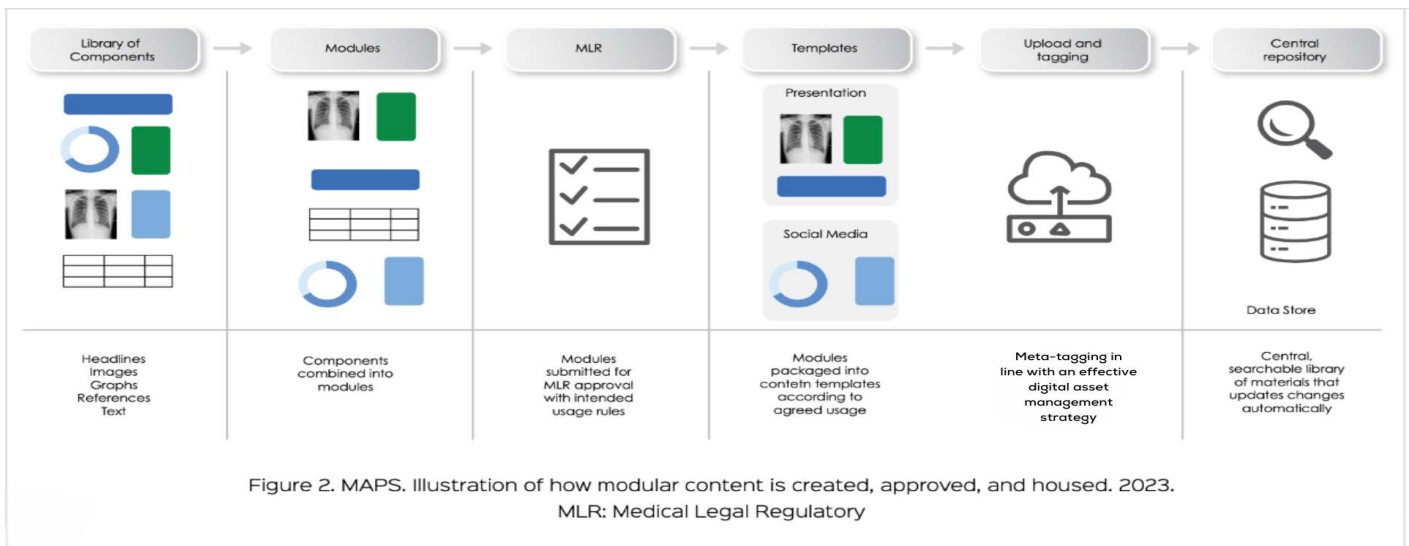 Library of
Components
Modules
MLR
Templates
Upload and
tagging
Central
repository
Presentation
Social Media
Data Store
Headlines
Images
Graphs
References
Text
Components
combined into
modules
Modules
submitted for
MLR approval
with intended
usage rules
Modules
packaged into
contetn templates
according to
agreed usage
Meta-tagging in
line with an effective
digital asset
management
strategy
Central,
searchable library
of materials that
updates changes
automatically
Figure 2. MAPS. Illustration of how modular content is created, approved, and housed. 2023.
MLR: Medical Legal Regulatory